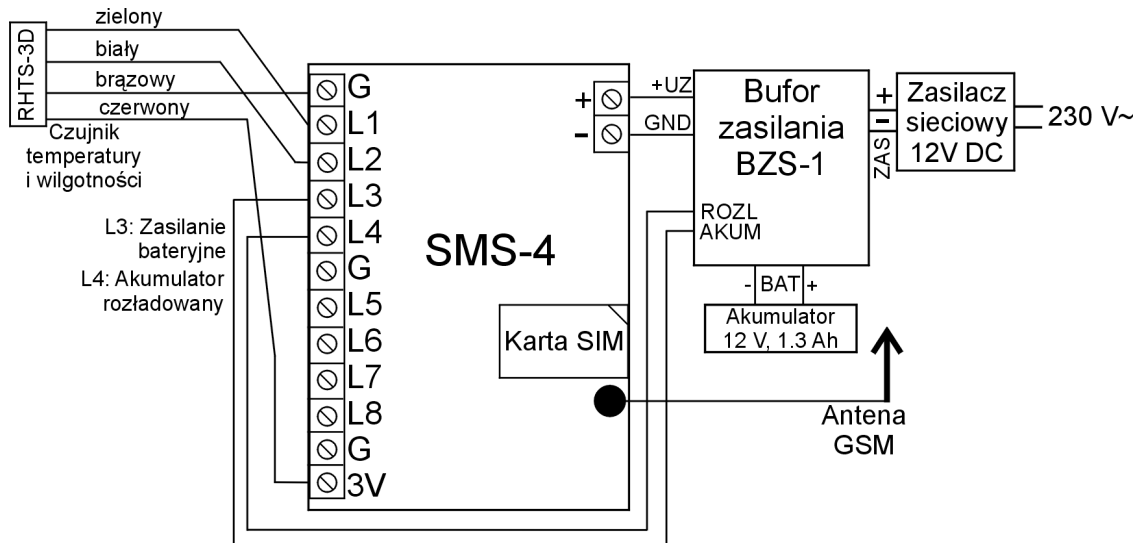 RHTS-3D
zielony
biały
brązowy
czerwony
Czujnik
temperatury
i wilgotności
L3: Zasilanie
bateryjne
L4: Akumulator
rozładowany
G
L1
L2
L3
L4
G
L5
L6
L7
L8
G
3V
SMS-4
Karta SIM
+
-
+UZ
GND
Bufor
zasilania
BZS-1
ROZL
AKUM
- BAT +
Akumulator
12 V, 1.3 Ah
+
-
ZAS
Zasilacz
sieciowy
12V DC
230 V~
Antena
GSM